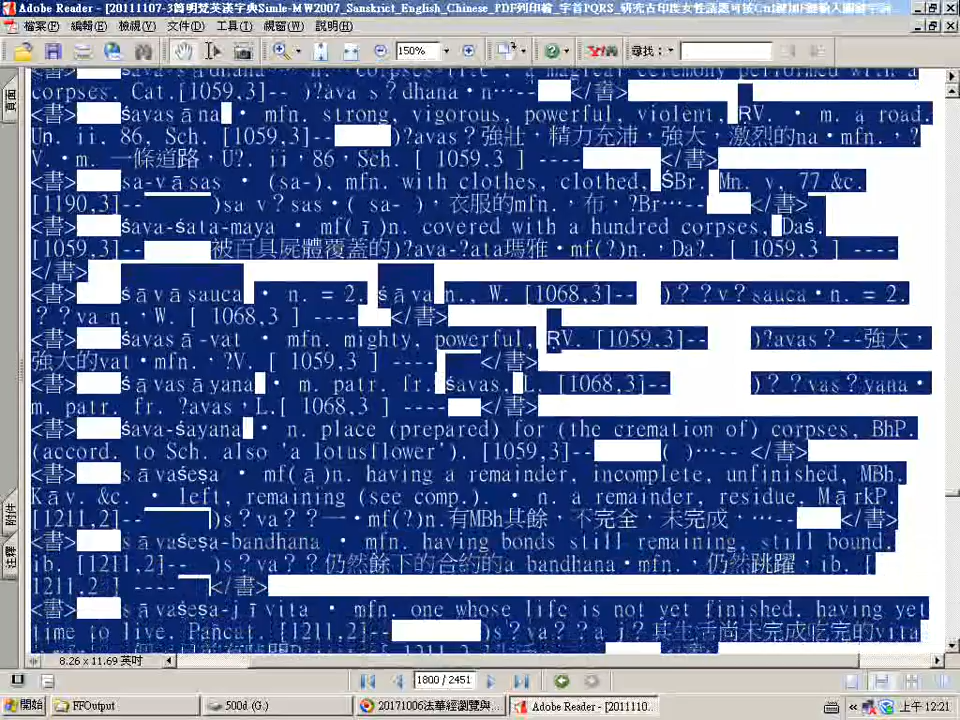 Adobe Reader - [20111107-3簡明梵英漢字典Simle-MW2007_Sanskrict_English_Chinese_PDF列印檔_字首PQRS_研究古印度文性
檔案(F) 編輯(E) 檢視(V) 文件(D) 工具(T) 視窗(W) 說明(H)
150% 尋找：
頁面
corpses. Cat.[1059,3]-- )?ava s?dhana‧n…-- </書>
<書> śavasāna ‧ mfn. strong, vigorous, powerful, violent, RV. ‧ m. a road.
Uṇ. ii, 86, Sch. [1059,3]-- )?avas?強壯，精力充沛，強大，激烈的na‧mfn.，?
V.‧m. 一條道路，U?. ii，86，Sch. [ 1059,3 ] ---- </書>
<書> sa-vāsas ‧ (sa-), mfn. with clothes, clothed, ŚBr. Mn. v, 77 &c.
[1190,3]-- )sa v?sas‧( sa- )，衣服的mfn.，布，?Br…-- </書>
<書> śava-śata-maya ‧ mf(ī)n. covered with a hundred corpses, Daś.
[1059,3]-- 被百具屍體覆蓋的)?ava-?ata瑪雅‧mf(?)n.，Da?. [ 1059,3 ] ----
</書>
<書> śāvāsauca ‧ n. = 2. śāva n., W. [1068,3]-- )??v?sauca‧n. = 2.
??va n.，W. [ 1068,3 ] ---- </書>
<書> śavasā-vat ‧ mfn. mighty, powerful, RV. [1059,3]-- )?avas?--強大，
強大的vat‧mfn.，?V. [ 1059,3 ] ---- </書>
<書> śāvasāyana ‧ m. patr. fr. śavas, L. [1068,3]-- )??vas?yana‧
m. patr. fr. ?avas，L.[ 1068,3 ] ---- </書>
<書> śava-śayana ‧ n. place (prepared) for (the cremation of) corpses, BhP.
(accord. to Sch. also 'a lotusflower'). [1059,3]-- ( )…-- </書>
<書> sāvaśeṣa ‧ mf(ā)n. having a remainder, incomplete, unfinished, MBh.
Kāv. &c. ‧ left, remaining (see comp.). ‧ n. a remainder, residue, MārkP.
[1211,2]-- )s?va??一‧mf(?)n.有MBh其餘，不完全，未完成，…-- </書>
<書> sāvaśeṣa-bandhana ‧ mfn. having bonds still remaining, still bound.
ib. [1211,2]-- )s?va??仍然餘下的合約的a bandhana‧mfn.，仍然跳躍，ib. [
1211,2] ---- </書>
<書> sāvaśeṣa-jīvita ‧ mfn. one whose life is not yet finished. having yet
time to live, Pañcat. [1211,2]-- )s?va??a j?其生活尚未完成吃完的vita
附件
註釋
8.26 x 11.69 英吋
1800 / 2451
開始 FFOutput 500d (G:) 20171006法華經瀏覽與... Adobe Reader - [2011110... 上午 12:21